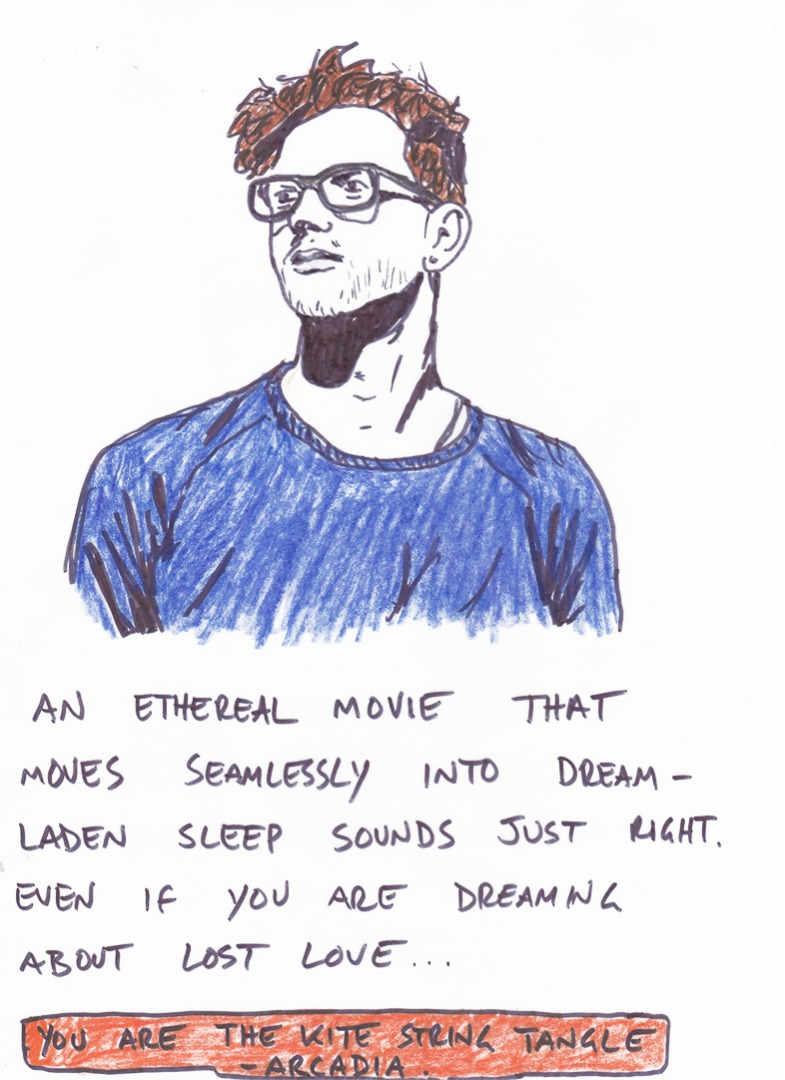 AN ETHEREAL MOVIE THAT
MOVES SEAMLESSLY INTO DREAM-
LADEN SLEEP SOUNDS JUST RIGHT.
EVEN IF YOU ARE DREAMING
ABOUT LOST LOVE...
YOU ARE THE KITE STRING TANGLE
-ARCADIA.